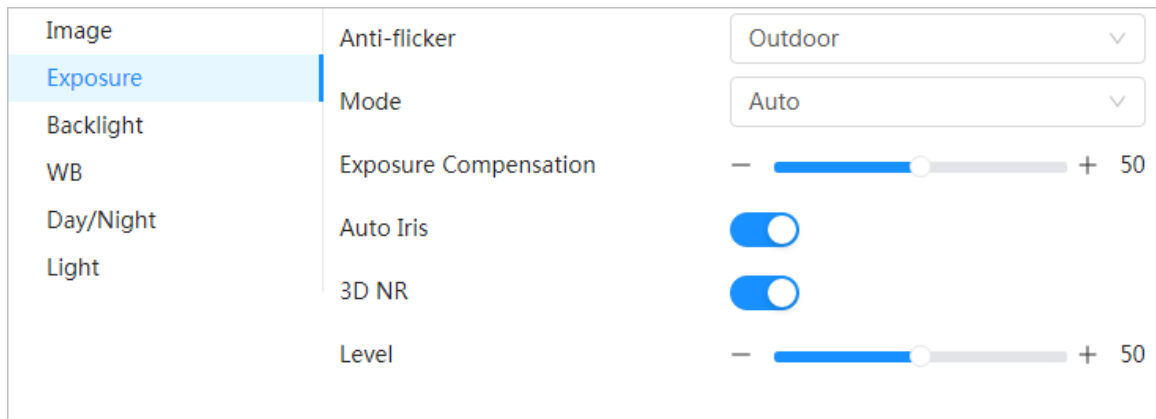 Image
Exposure
Backlight
WB
Day/Night
Light
Anti-flicker Outdoor
Mode Auto
Exposure Compensation − + 50
Auto Iris
3D NR
Level − + 50